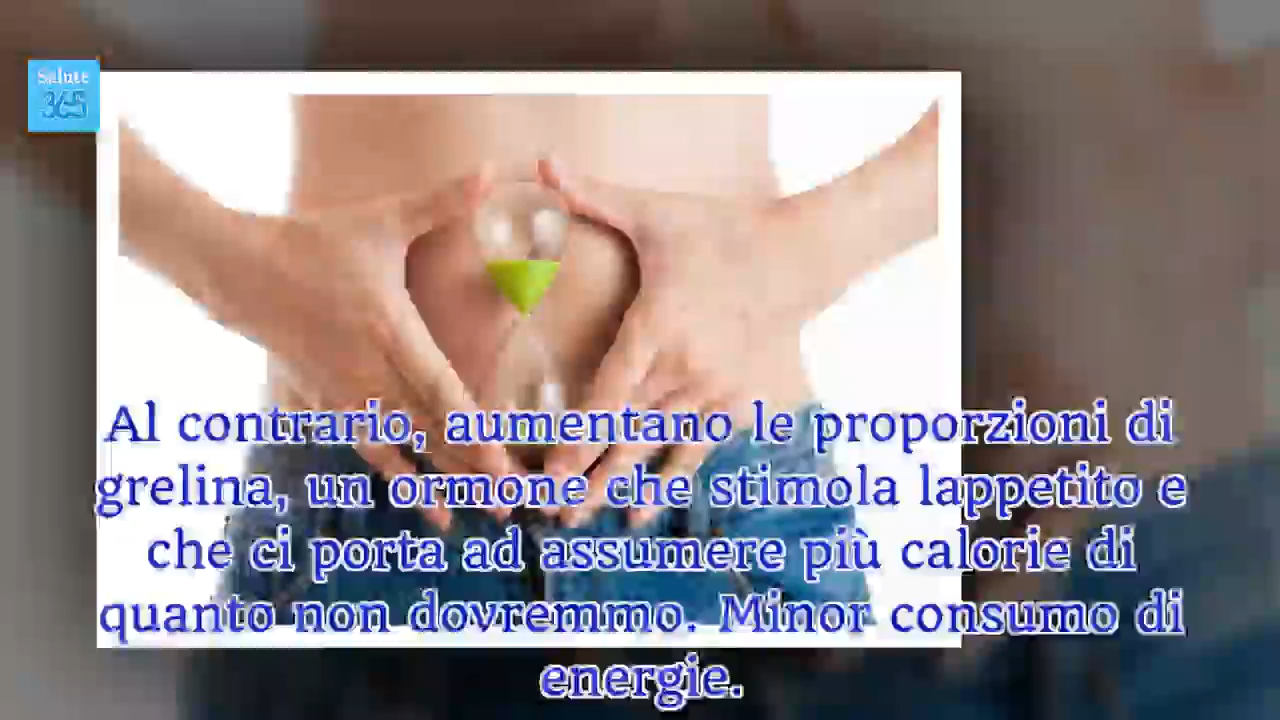 Salute
365
Al contrario, aumentano le proporzioni di
grelina, un ormone che stimola lappetito e
che ci porta ad assumere più calorie di
quanto non dovremmo. Minor consumo di
energie.